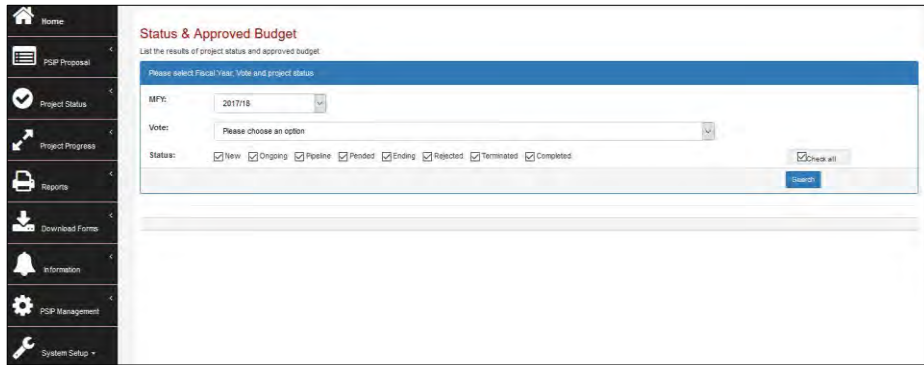 Home
PSIP Proposal
Project Status
Project Progress
Reports
Download Forms
Information
PSIP Management
System Setup
Status & Approved Budget
List the results of project status and approved budget
Please select Fiscal Year, Vote and project status
MFY: 2017/18
Vote: Please choose an option
Status: New Ongoing Pipeline Pended Ending Rejected Terminated Completed Check all
Search